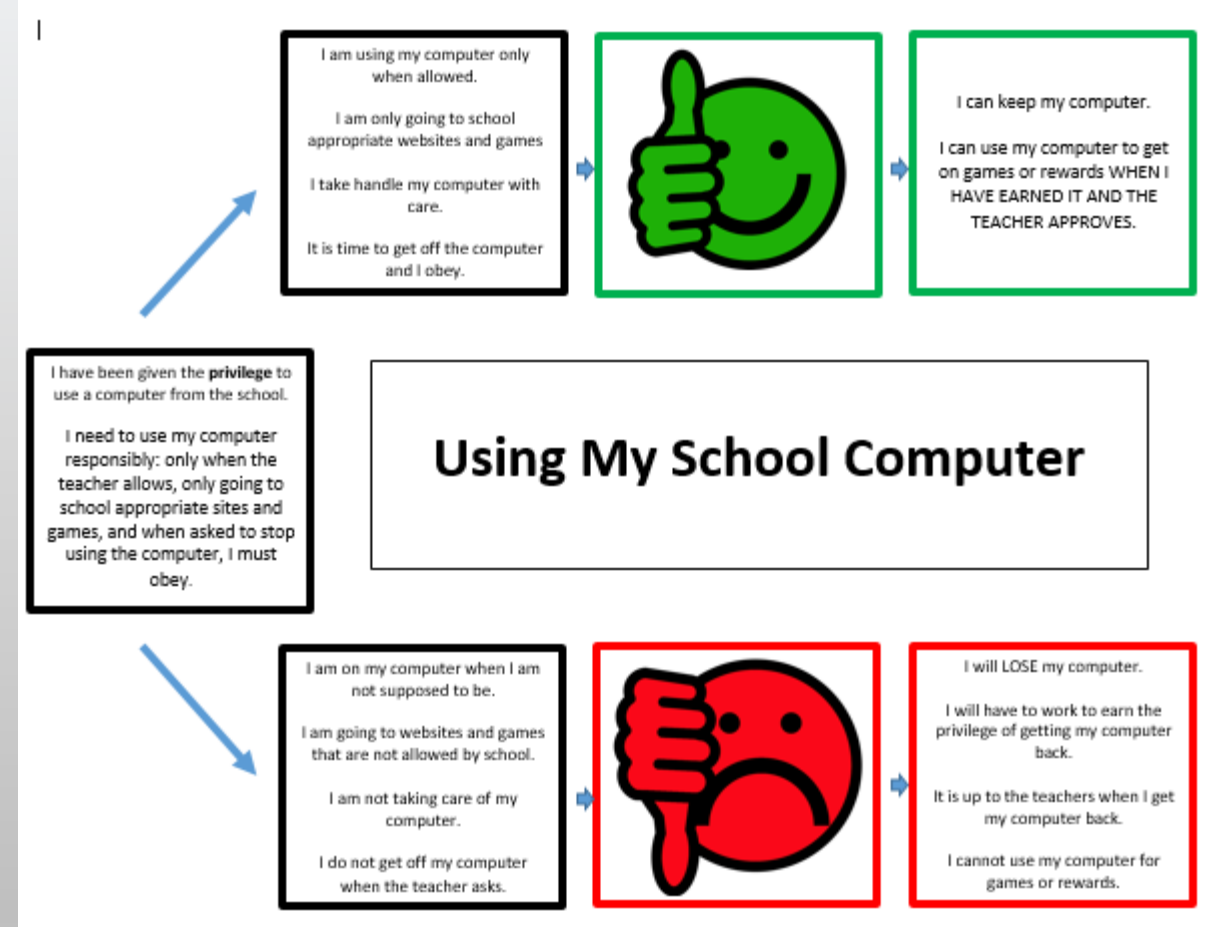 I am using my computer only
when allowed.
I am only going to school
appropriate websites and games
I take handle my computer with
care.
It is time to get off the computer
and I obey.
I can keep my computer.
I can use my computer to get
on games or rewards WHEN I
HAVE EARNED IT AND THE
TEACHER APPROVES.
I have been given the privilege to
use a computer from the school.
I need to use my computer
responsibly: only when the
teacher allows, only going to
school appropriate sites and
games, and when asked to stop
using the computer, I must
obey.
Using My School Computer
I am on my computer when I am
not supposed to be.
I am going to websites and games
that are not allowed by school.
I am not taking care of my
computer.
I do not get off my computer
when the teacher asks.
I will LOSE my computer.
I will have to work to earn the
privilege of getting my computer
back.
It is up to the teachers when I get
my computer back.
I cannot use my computer for
games or rewards.